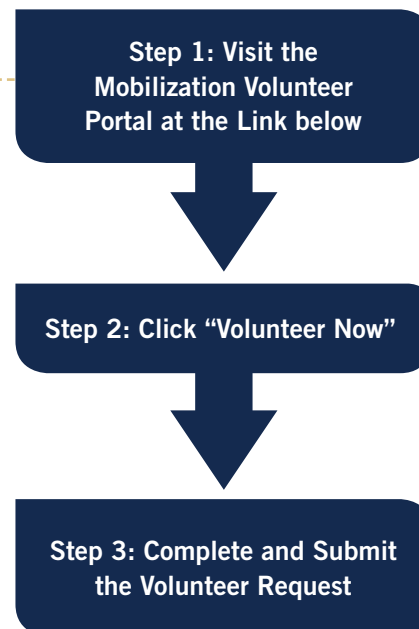 Step 1: Visit the
Mobilization Volunteer
Portal at the Link below
Step 2: Click “Volunteer Now”
Step 3: Complete and Submit
the Volunteer Request